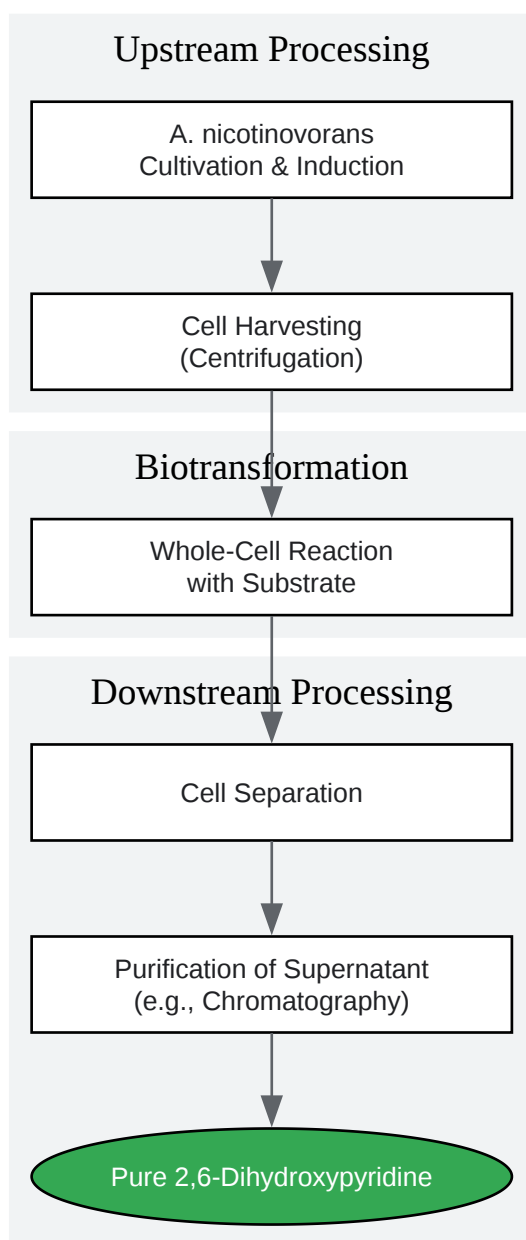 Upstream Processing
A. nicotinovorans
Cultivation & Induction
Cell Harvesting
(Centrifugation)
Biotransformation
Whole-Cell Reaction
with Substrate
Downstream Processing
Cell Separation
Purification of Supernatant
(e.g., Chromatography)
Pure 2,6-Dihydroxypyridine